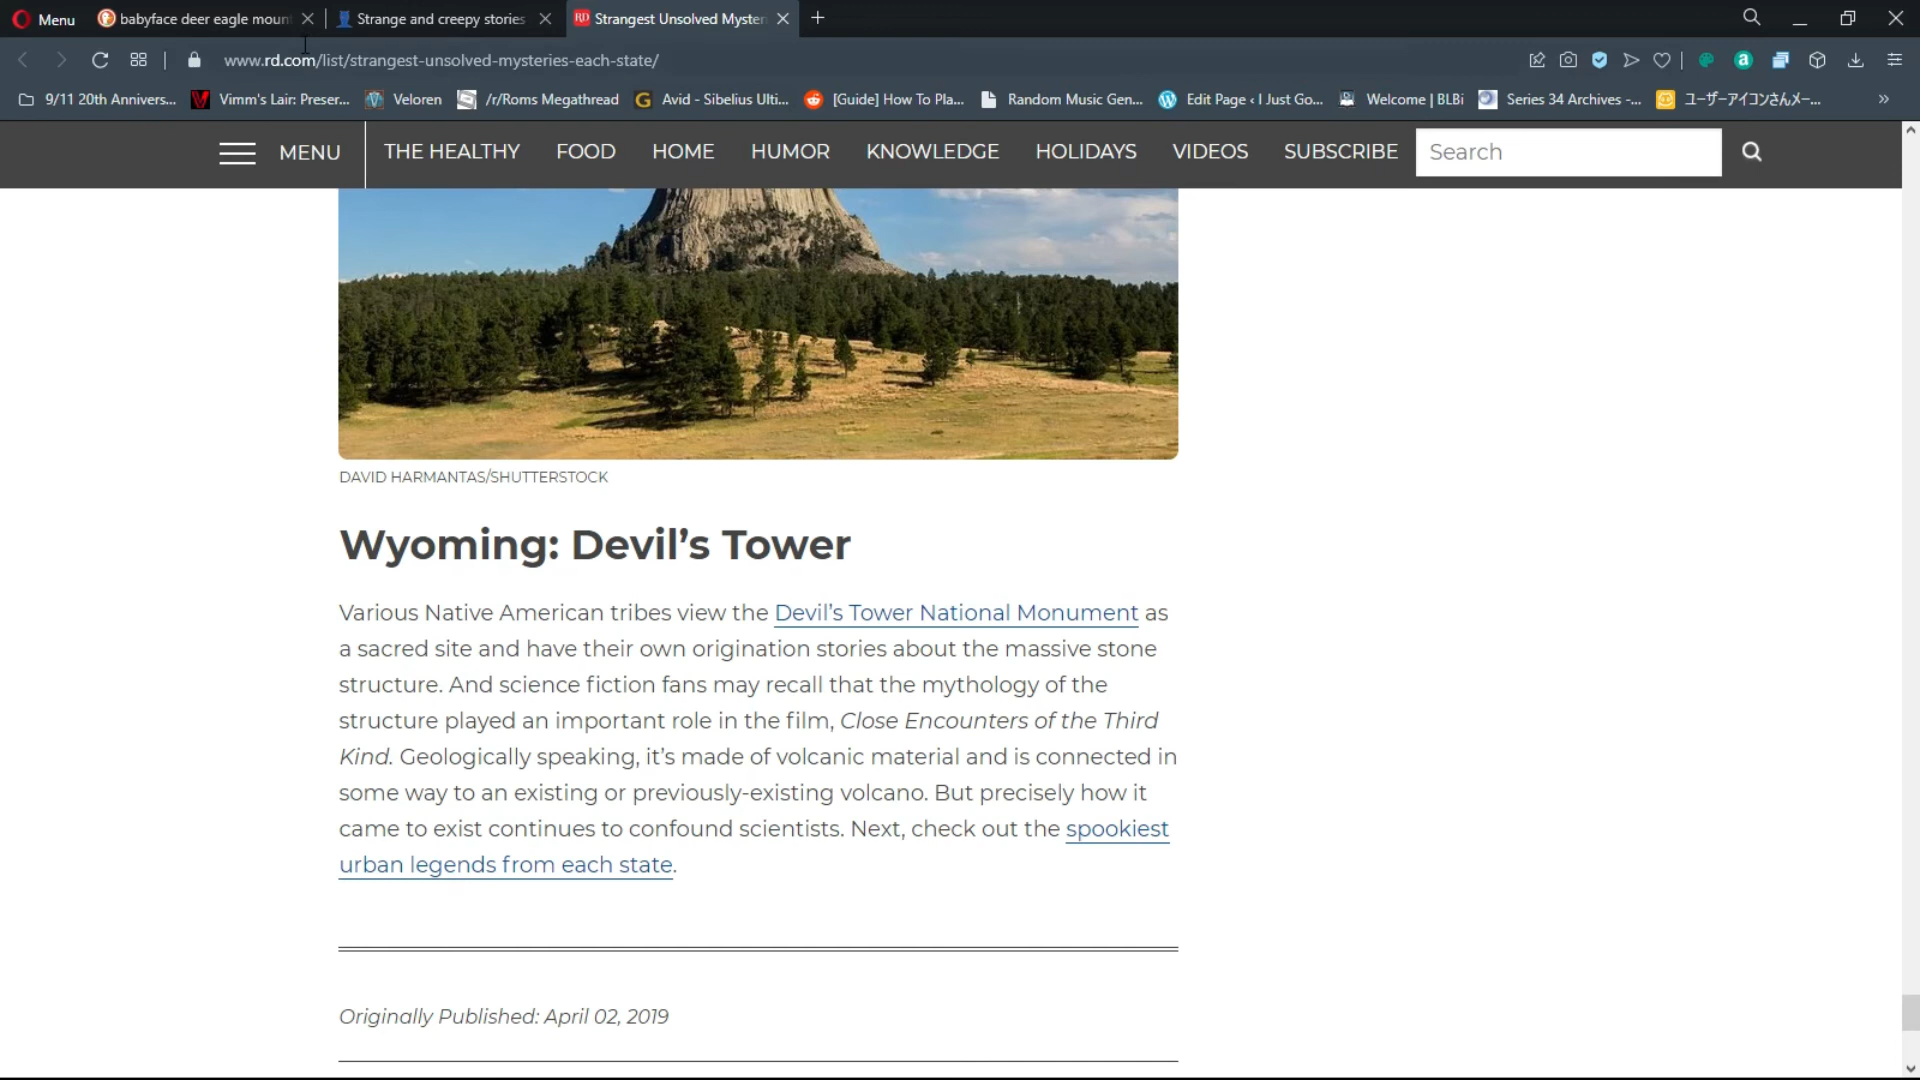 Menu
babyface deer eagle moun
Strange and creepy stories
RD Strangest Unsolved Myster
www.rd.com/list/strangest-unsolved-mysteries-each-state/
9/11 20th Annivers...
Vimm's Lair: Preser...
Veloren
/r/Roms Megathread
Avid - Sibelius Ulti...
[Guide] How To Pla...
Random Music Gen...
Edit Page ‹ I Just Go...
Welcome | BLBi
Series 34 Archives -...
ユーザーアイコンさんメー...
MENU
THE HEALTHY
FOOD
HOME
HUMOR
KNOWLEDGE
HOLIDAYS
VIDEOS
SUBSCRIBE
Search
DAVID HARMANTAS/SHUTTERSTOCK
Wyoming: Devil’s Tower
Various Native American tribes view the Devil’s Tower National Monument as
a sacred site and have their own origination stories about the massive stone
structure. And science fiction fans may recall that the mythology of the
structure played an important role in the film, Close Encounters of the Third
Kind. Geologically speaking, it’s made of volcanic material and is connected in
some way to an existing or previously-existing volcano. But precisely how it
came to exist continues to confound scientists. Next, check out the spookiest
urban legends from each state.
Originally Published: April 02, 2019